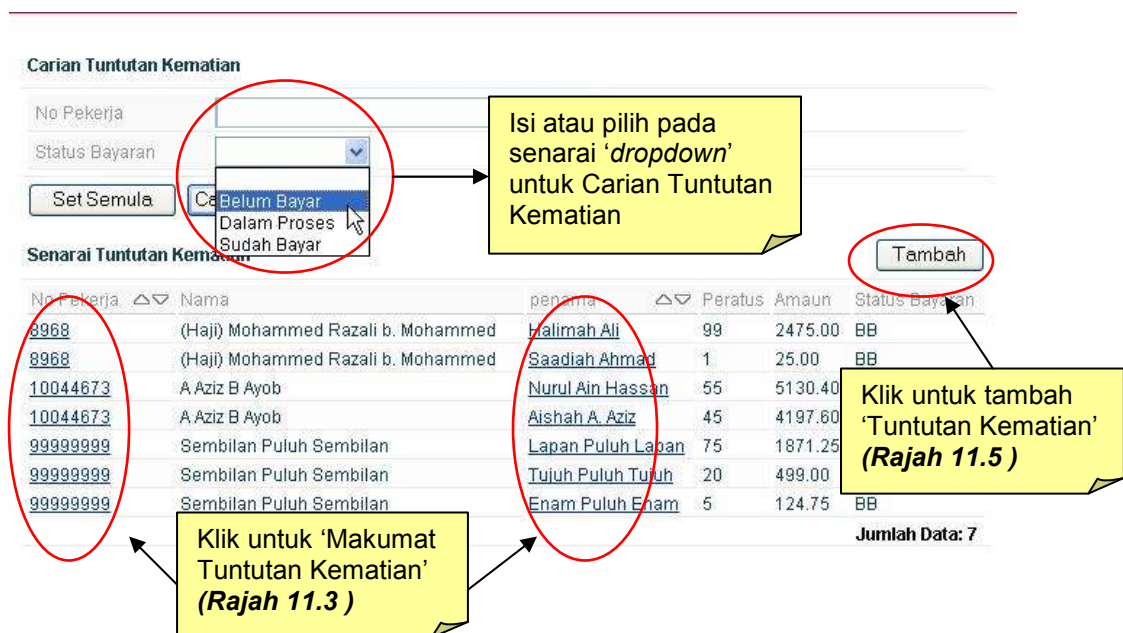 Carian Tuntutan Kematian
No Pekerja
Status Bayaran
Isi atau pilih pada
senarai ‘dropdown’
untuk Carian Tuntutan
Kematian
Set Semula
Belum Bayar
Dalam Proses
Sudah Bayar
Senarai Tuntutan Kematian
Tambah
No Pekerja Nama penama Peratus Amaun Status Bayaran
8968 (Haji) Mohammed Razali b. Mohammed Halimah Ali 99 2475.00 BB
8968 (Haji) Mohammed Razali b. Mohammed Saadiah Ahmad 1 25.00 BB
10044673 A Aziz B Ayob Nurul Ain Hassan 55 5130.40
10044673 A Aziz B Ayob Aishah A. Aziz 45 4197.60
99999999 Sembilan Puluh Sembilan Lapan Puluh Lapan 75 1871.25
99999999 Sembilan Puluh Sembilan Tujuh Puluh Tujuh 20 499.00
99999999 Sembilan Puluh Sembilan Enam Puluh Enam 5 124.75 BB
Jumlah Data: 7
Klik untuk tambah
‘Tuntutan Kematian’
(Rajah 11.5 )
Klik untuk ‘Makumat
Tuntutan Kematian’
(Rajah 11.3 )